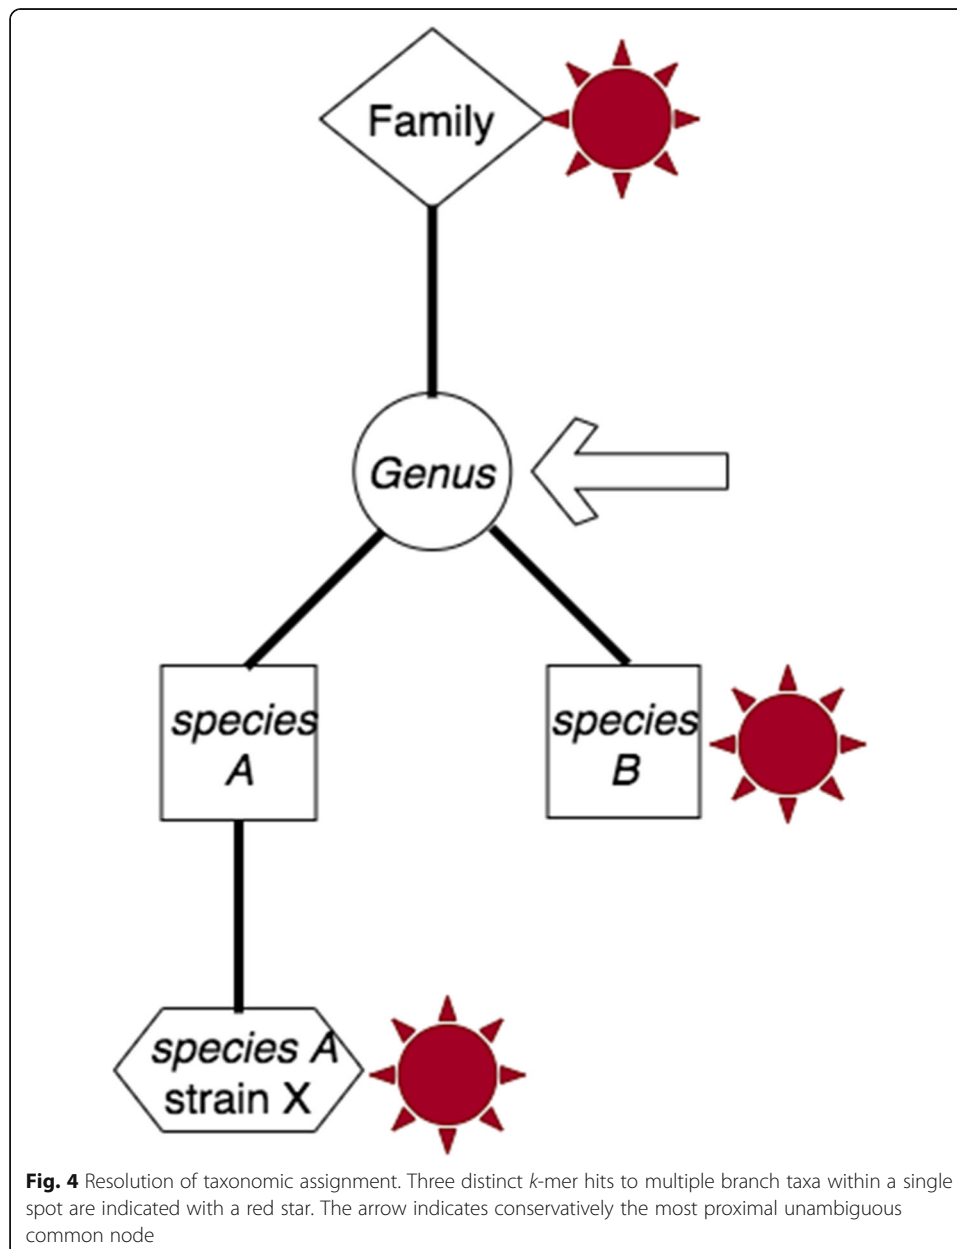 Family
Genus
species
A
species
B
species A
strain X
Fig. 4 Resolution of taxonomic assignment. Three distinct k-mer hits to multiple branch taxa within a single
spot are indicated with a red star. The arrow indicates conservatively the most proximal unambiguous
common node